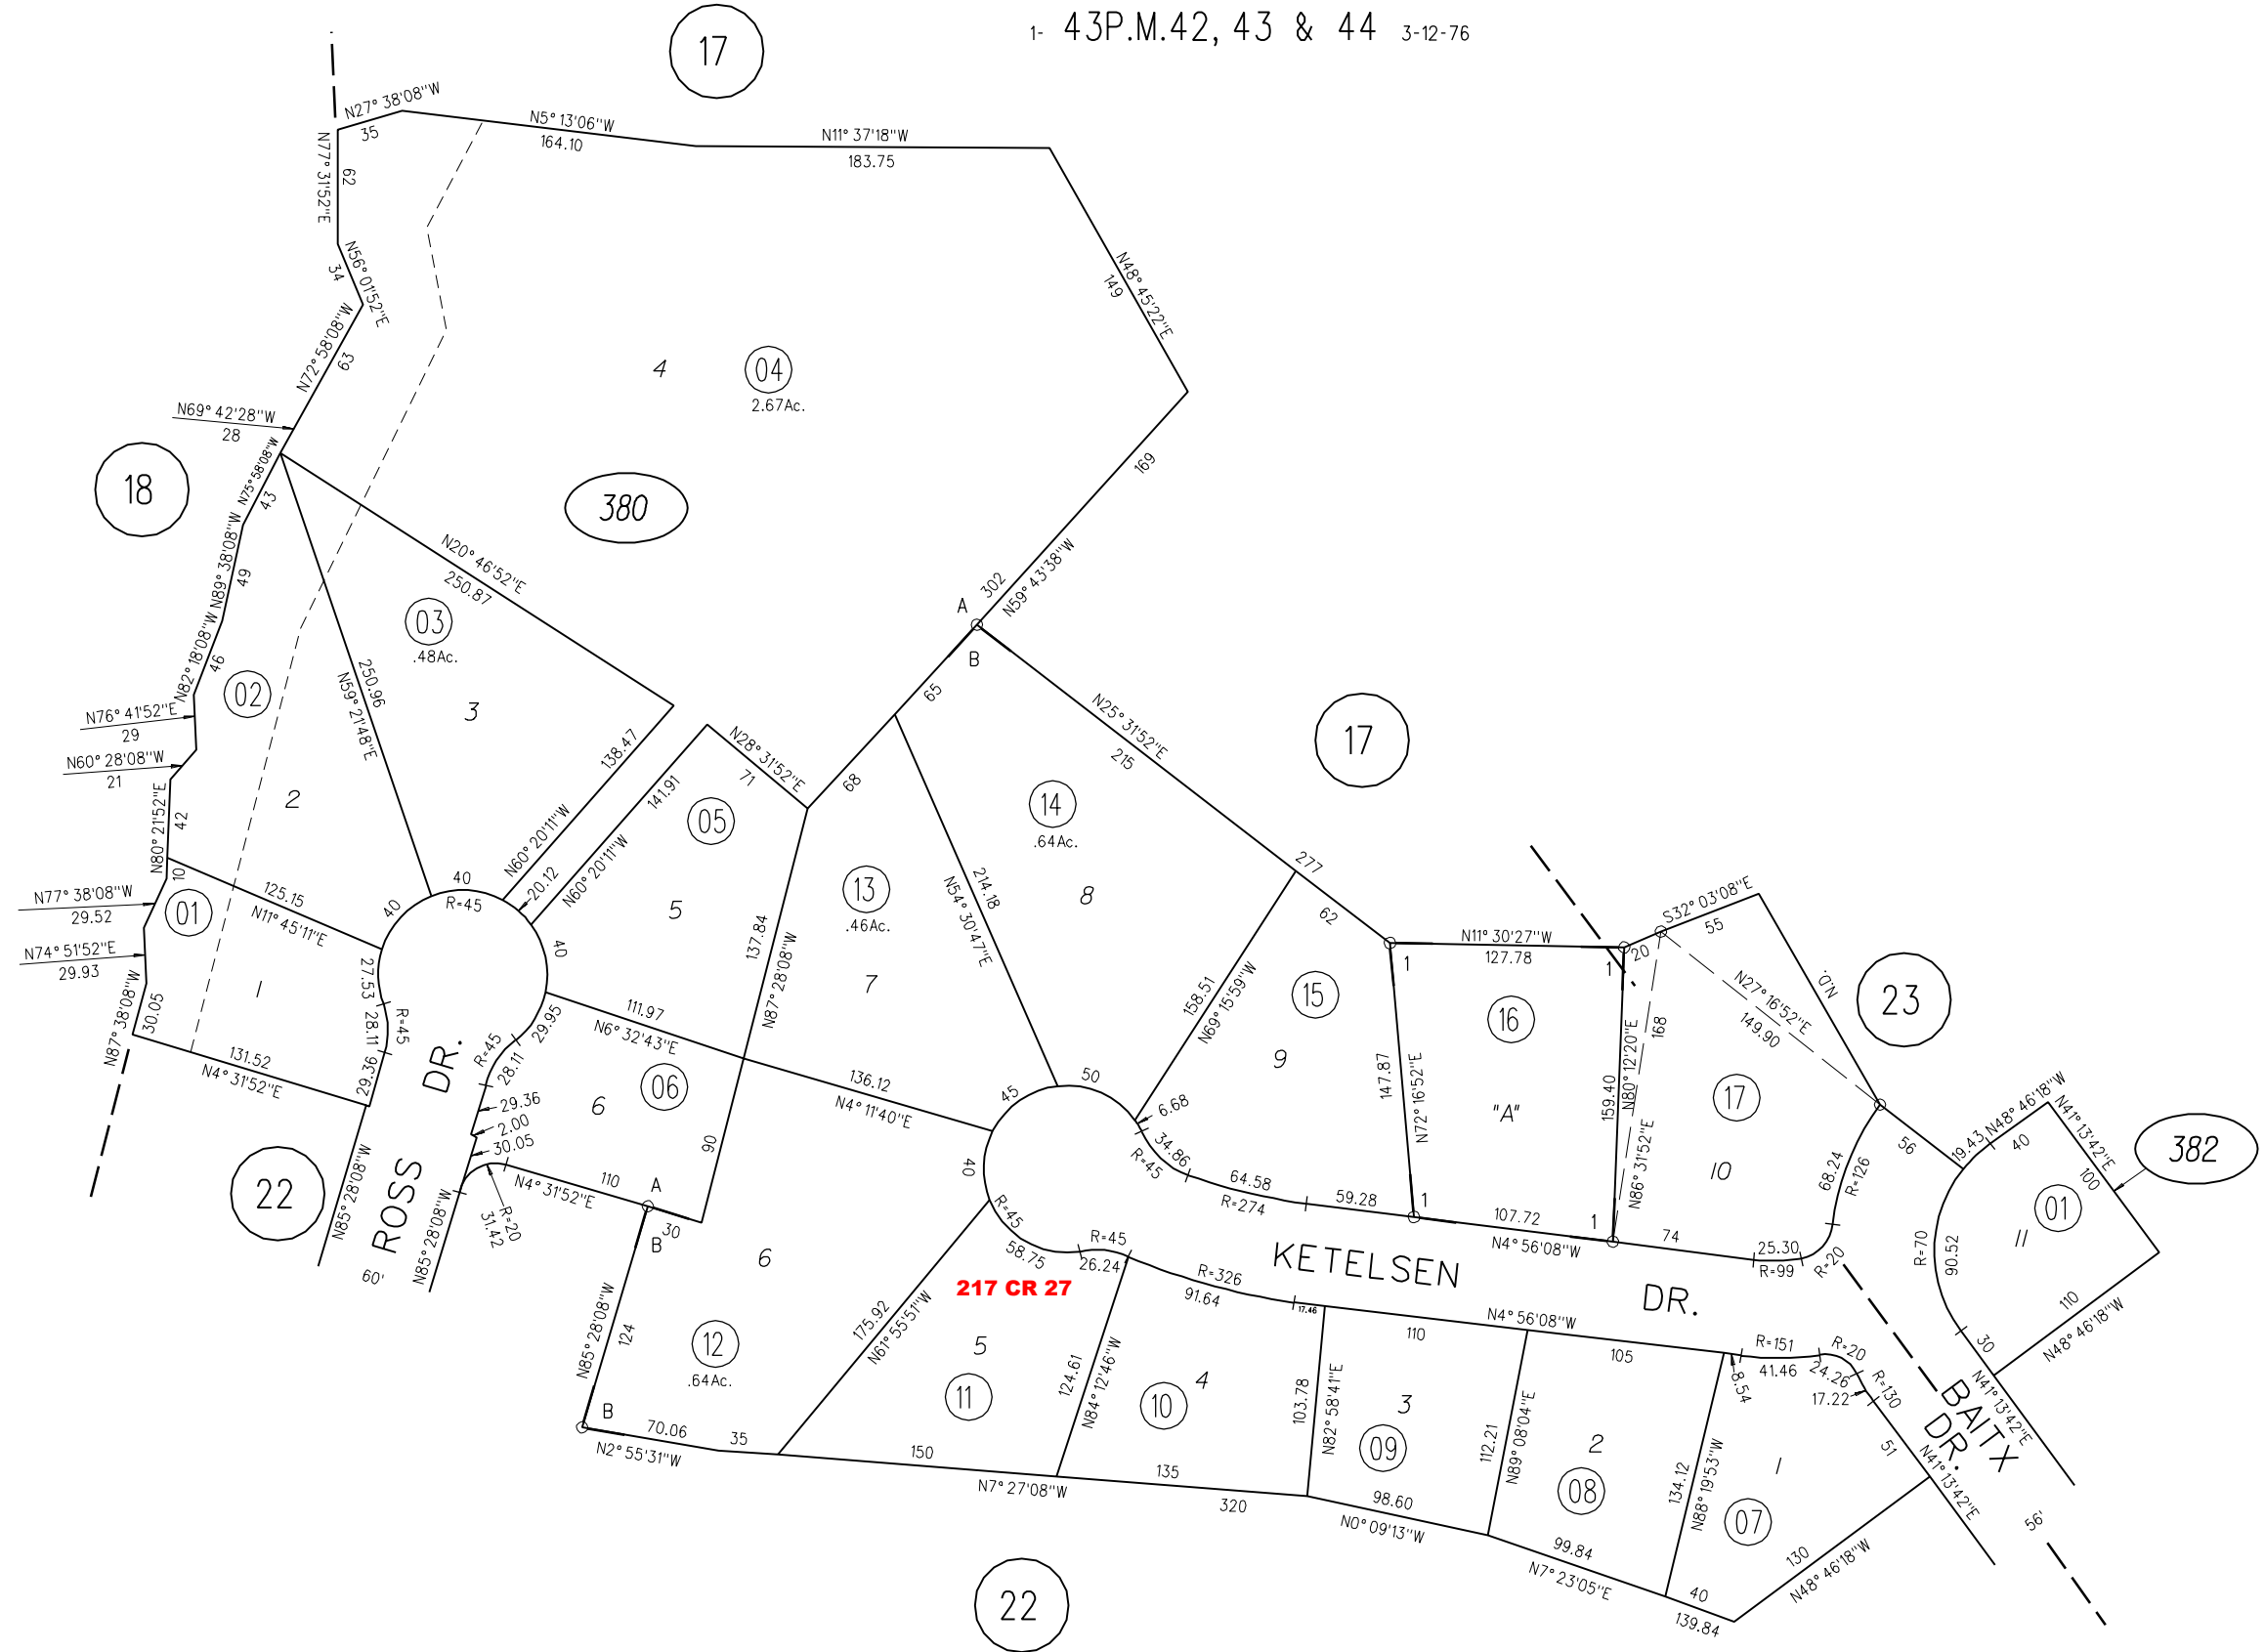 1- 43P.M.42, 43 & 44 3-12-76
17
N27° 38'08"W
35
N5° 13'06"W
164.10
N11° 37'18"W
183.75
N77° 31'52"E
62
N56° 01'52"E
34
N72° 58'08"W
63
N48° 45'22"E
149
4
04
2.67Ac.
N69° 42'28"W
28
N75° 58'08"W
43
18
380
169
302
N59° 43'38"W
N89° 38'08"W
49
N20° 46'52"E
250.87
A
B
03
.48Ac.
3
N82° 18'08"W
46
02
250.96
N59° 21'48"E
65
N76° 41'52"E
29
N60° 28'08"W
21
N80° 21'52"E
42
2
138.47
N60° 20'11"W
141.91
N60° 20'11"W
20.12
N28° 31'52"E
71
68
05
5
N25° 31'52"E
215
17
14
.64Ac.
8
277
62
13
.46Ac.
7
214.18
N54° 30'47"E
137.84
N87° 28'08"W
10
125.15
N11° 45'11"E
N77° 38'08"W
29.52
01
N74° 51'52"E
29.93
N87° 38'08"W
30.05
1
40
40
R=45
40
27.53
28.11
R=45
29.36
131.52
N4° 31'52"E
DR.
R=45
28.11
29.95
111.97
N6° 32'43"E
06
6
29.36
2.00
30.05
136.12
N4° 11'40"E
90
158.51
N69° 15'59"W
15
9
N11° 30'27"W
127.78
1
1
20
S32° 03'08"E
55
16
"A"
147.87
N72° 16'52"E
159.40
N80° 12'20"E
168
N86° 31'52"E
N.O.
N27° 16'52"E
149.90
23
17
10
45
50
6.68
34.86
R=45
40
64.58
R=274
59.28
1
107.72
N4° 56'08"W
1
74
25.30
R=99
R=20
68.24
R=126
56
19.43
N48° 46'18"W
40
N41° 13'42"E
100
382
01
11
R=70
90.52
110
N48° 46'18"W
30
N41° 13'42"E
22
N85° 28'08"W
ROSS
60'
N85° 28'08"W
N4° 31'52"E
110
R=20
31.42
A
B
30
6
R=45
58.75
R=45
26.24
217 CR 27
R=326
91.64
17.46
KETELSEN
DR.
N4° 56'08"W
110
105
R=151
41.46
R=20
24.26
8.54
17.22
R=130
BAITX
DR.
51
N41° 13'42"E
56'
N85° 28'08"W
124
12
.64Ac.
175.92
N61° 55'51"W
5
11
124.61
N84° 12'46"W
4
10
103.78
N82° 58'41"E
3
09
112.21
N89° 08'04"E
2
08
134.12
N88° 19'53"W
1
07
B
70.06
N2° 55'31"W
35
150
N7° 27'08"W
135
320
98.60
N0° 09'13"W
99.84
N7° 23'05"E
40
139.84
130
N48° 46'18"W
22